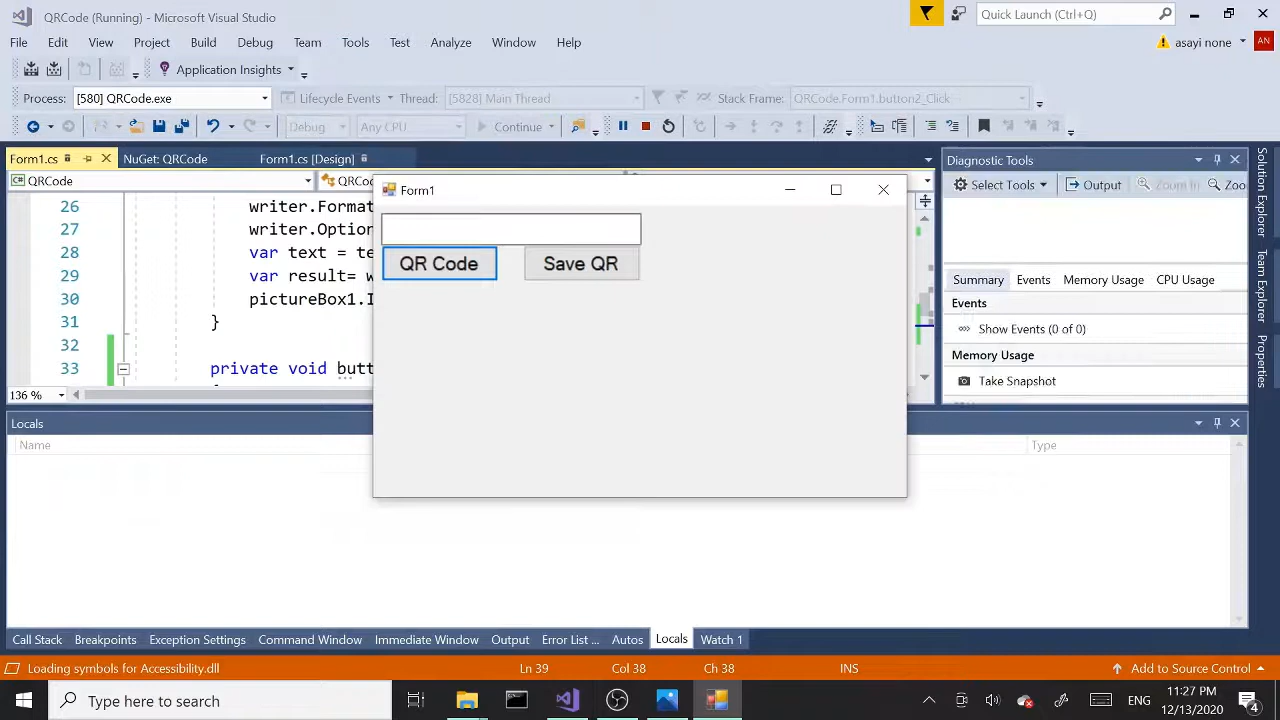 QRCode (Running) - Microsoft Visual Studio
Quick Launch (Ctrl+Q)
File Edit View Project Build Debug Team Tools Test Analyze Window Help
asayi none AN
Application Insights
Process: [580] QRCode.exe Lifecycle Events Thread: [5828] Main Thread Stack Frame: QRCode.Form1.button2_Click
Debug Any CPU Continue
Form1.cs NuGet: QRCode Form1.cs [Design]
QRCode
Form1
26 writer.Format
27 writer.Option
28 var text = te
29 var result= w
30 pictureBox1.I
31 }
32
33 private void butt
136 %
QR Code Save QR
Diagnostic Tools
Select Tools Output Zoom In Zoo
Summary Events Memory Usage CPU Usage
Events
Show Events (0 of 0)
Memory Usage
Take Snapshot
Solution Explorer
Team Explorer
Properties
Locals
Name Type
Call Stack Breakpoints Exception Settings Command Window Immediate Window Output Error List ... Autos Locals Watch 1
Loading symbols for Accessibility.dll Ln 39 Col 38 Ch 38 INS Add to Source Control
Type here to search
ENG
11:27 PM
12/13/2020
4